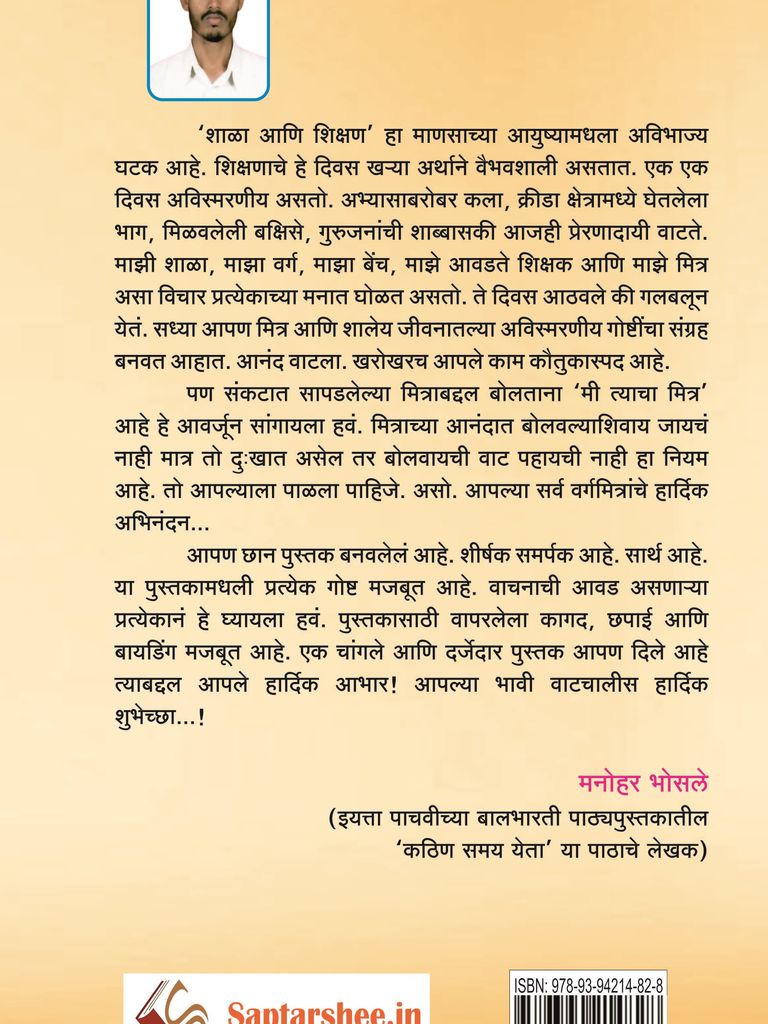 ‘शाळा आणि शिक्षण’ हा माणसाच्या आयुष्यामधला अविभाज्य
घटक आहे. शिक्षणाचे हे दिवस खऱ्या अर्थाने वैभवशाली असतात. एक एक
दिवस अविस्मरणीय असतो. अभ्यासाबरोबर कला, क्रीडा क्षेत्रामध्ये घेतलेला
भाग, मिळवलेली बक्षिसे, गुरुजनांची शाब्बासकी आजही प्रेरणादायी वाटते.
माझी शाळा, माझा वर्ग, माझा बेंच, माझे आवडते शिक्षक आणि माझे मित्र
असा विचार प्रत्येकाच्या मनात घोळत असतो. ते दिवस आठवले की गलबलून
येतं. सध्या आपण मित्र आणि शालेय जीवनातल्या अविस्मरणीय गोष्टींचा संग्रह
बनवत आहात. आनंद वाटला. खरोखरच आपले काम कौतुकास्पद आहे.
पण संकटात सापडलेल्या मित्राबद्दल बोलताना ‘मी त्याचा मित्र’
आहे हे आवर्जून सांगायला हवं. मित्राच्या आनंदात बोलवल्याशिवाय जायचं
नाही मात्र तो दुःखात असेल तर बोलवायची वाट पहायची नाही हा नियम
आहे. तो आपल्याला पाळला पाहिजे. असो. आपल्या सर्व वर्गमित्रांचे हार्दिक
अभिनंदन...
आपण छान पुस्तक बनवलेलं आहे. शीर्षक समर्पक आहे. सार्थ आहे.
या पुस्तकामधली प्रत्येक गोष्ट मजबूत आहे. वाचनाची आवड असणाऱ्या
प्रत्येकानं हे घ्यायला हवं. पुस्तकासाठी वापरलेला कागद, छपाई आणि
बायडिंग मजबूत आहे. एक चांगले आणि दर्जेदार पुस्तक आपण दिले आहे
त्याबद्दल आपले हार्दिक आभार! आपल्या भावी वाटचालीस हार्दिक
शुभेच्छा...!
मनोहर भोसले
(इयत्ता पाचवीच्या बालभारती पाठ्यपुस्तकातील
‘कठिण समय येता’ या पाठाचे लेखक)
Saptarshee.in
ISBN: 978-93-94214-82-8